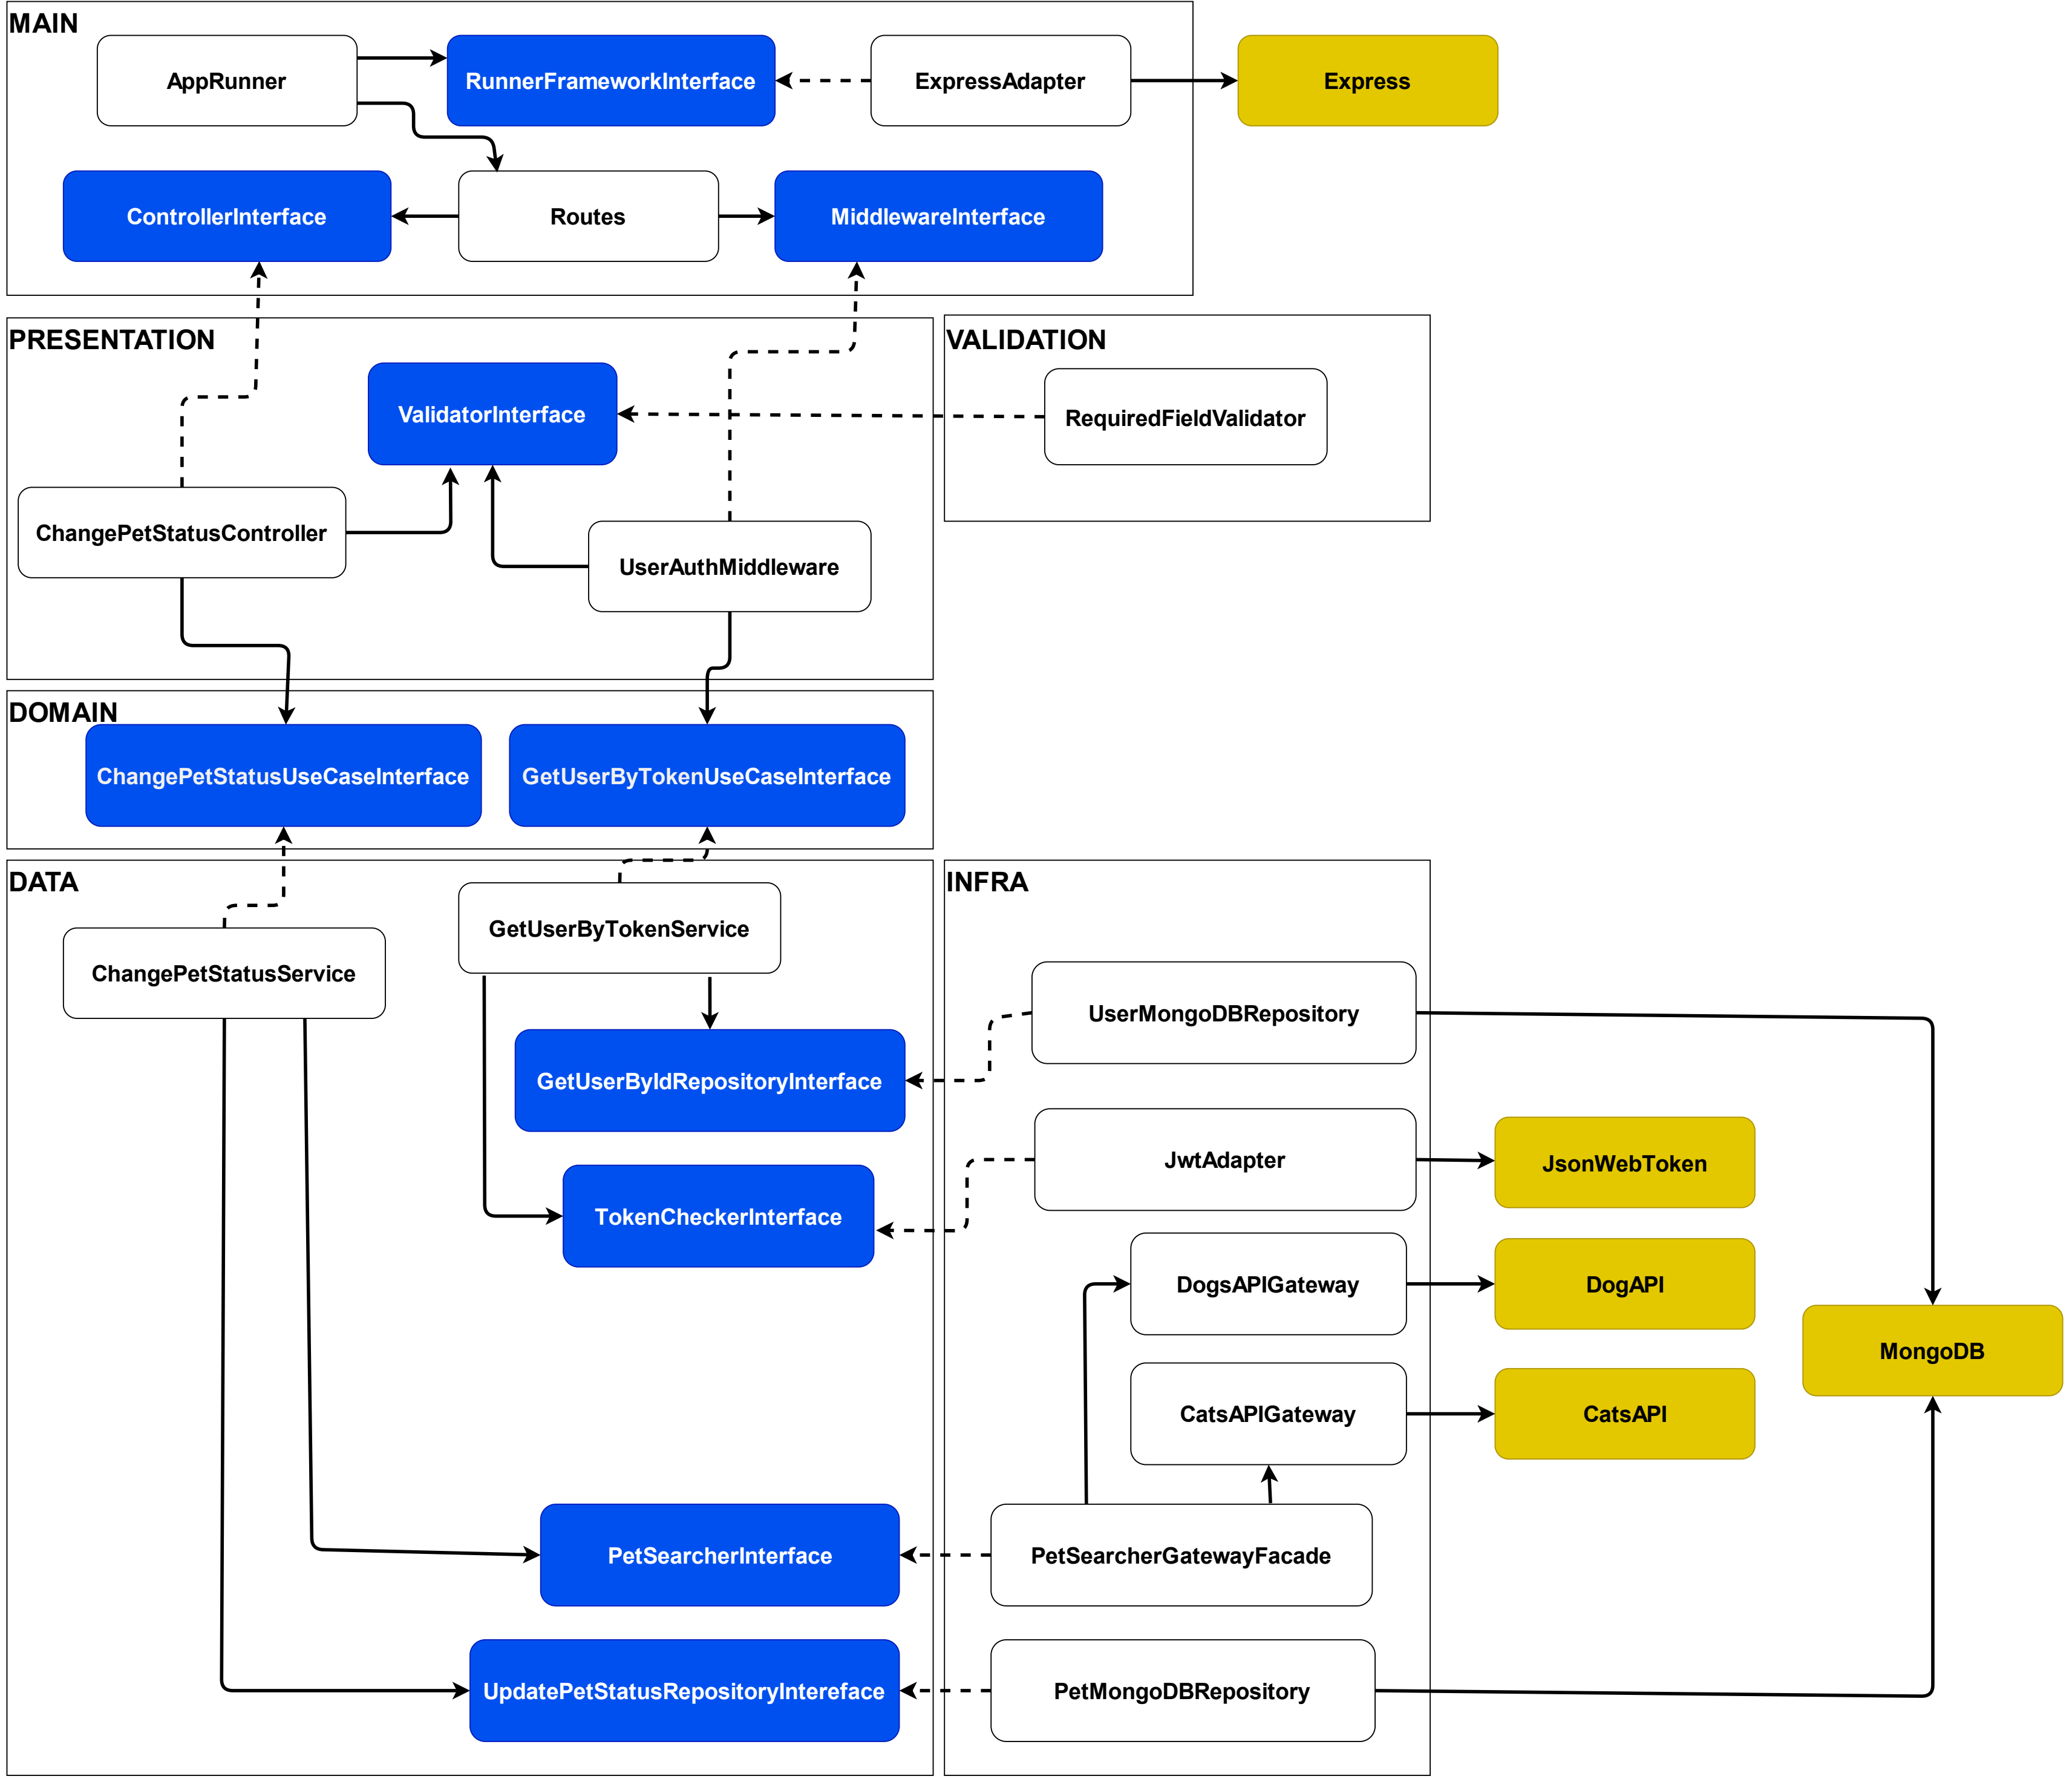 MAIN
AppRunner
RunnerFrameworkInterface
ExpressAdapter
Express
ControllerInterface
Routes
MiddlewareInterface
PRESENTATION
VALIDATION
ValidatorInterface
RequiredFieldValidator
ChangePetStatusController
UserAuthMiddleware
DOMAIN
ChangePetStatusUseCaseInterface
GetUserByTokenUseCaseInterface
DATA
INFRA
GetUserByTokenService
ChangePetStatusService
UserMongoDBRepository
GetUserByIdRepositoryInterface
JwtAdapter
JsonWebToken
TokenCheckerInterface
DogsAPIGateway
DogAPI
MongoDB
CatsAPIGateway
CatsAPI
PetSearcherInterface
PetSearcherGatewayFacade
UpdatePetStatusRepositoryIntereface
PetMongoDBRepository